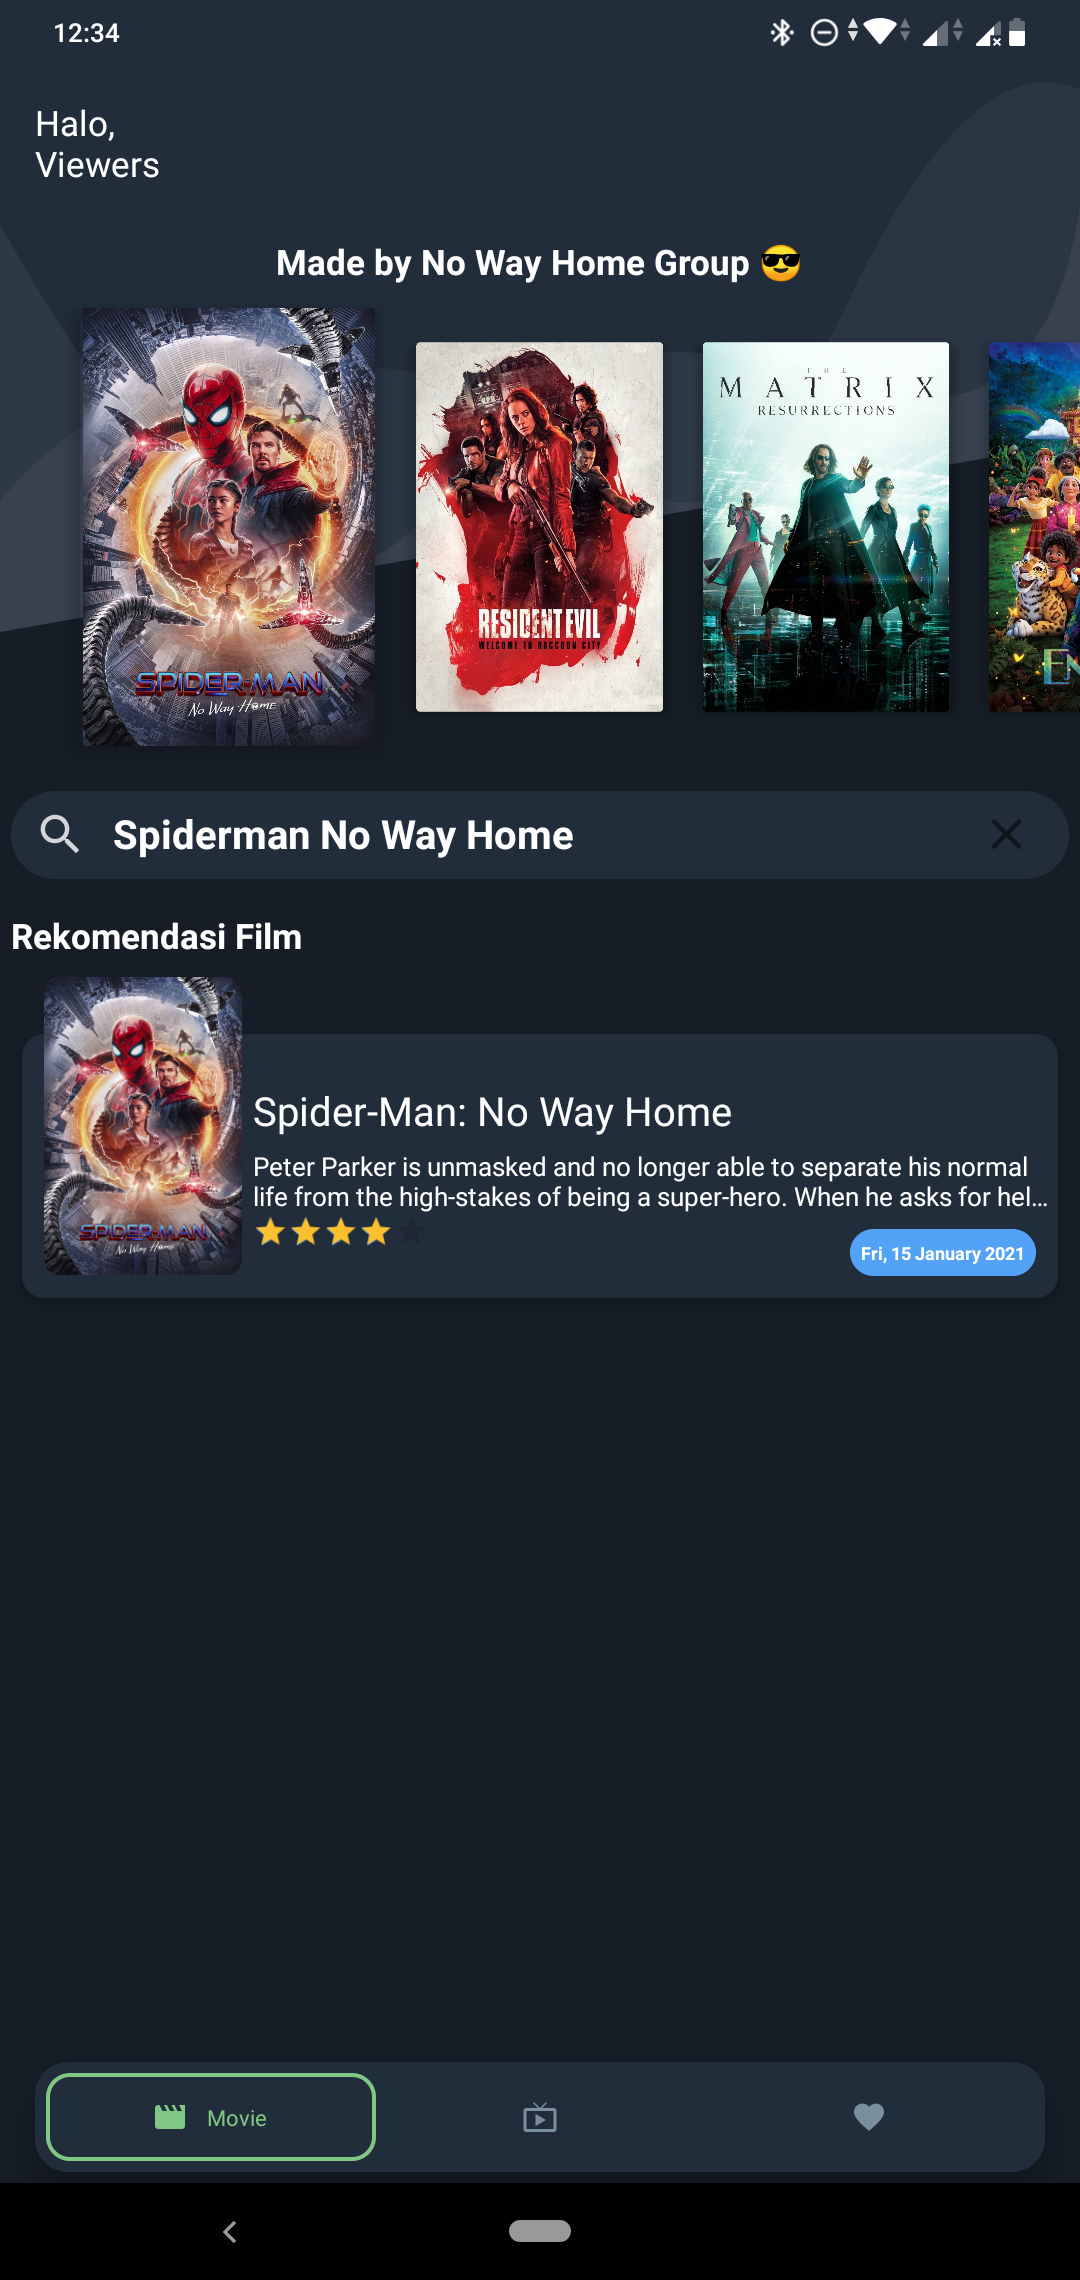 12:34
Halo,
Viewers
Made by No Way Home Group 😎
SPIDER-MAN
No Way Home
RESIDENT EVIL
WELCOME TO RACCOON CITY
THE
MATRIX
RESURRECTIONS
EN
Spiderman No Way Home
Rekomendasi Film
SPIDER-MAN
No Way Home
Spider-Man: No Way Home
Peter Parker is unmasked and no longer able to separate his normal
life from the high-stakes of being a super-hero. When he asks for hel...
Fri, 15 January 2021
Movie